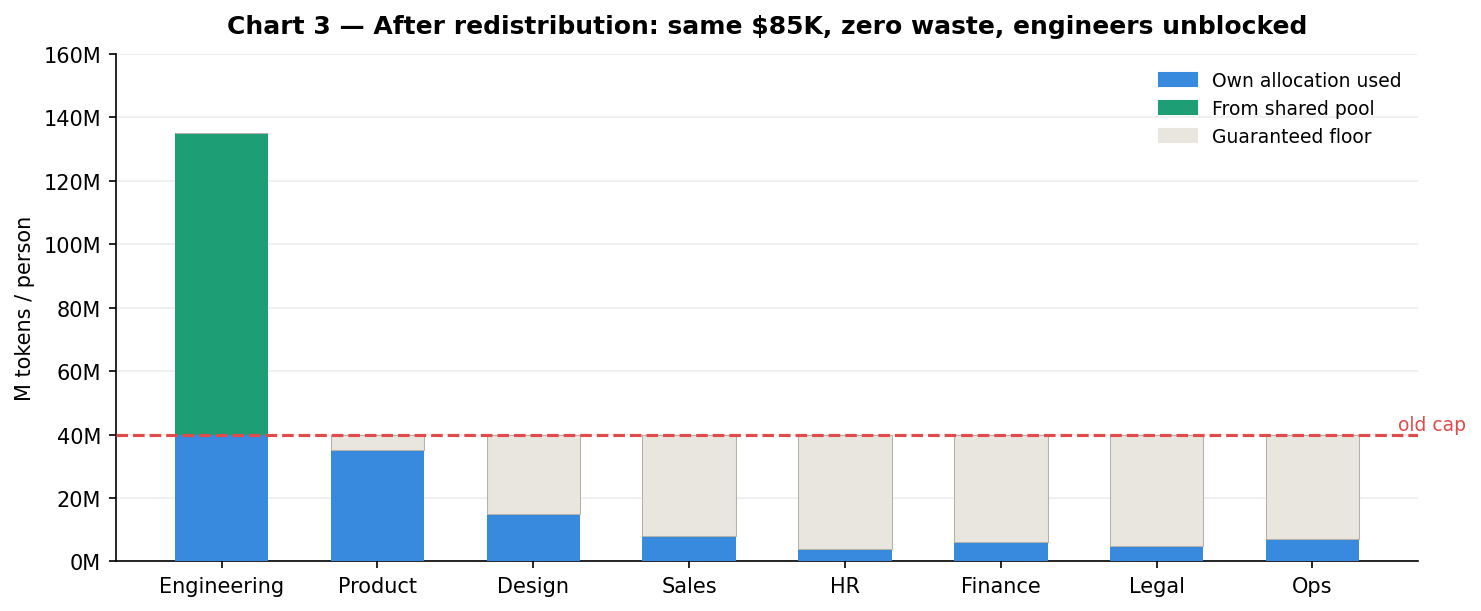 Chart 3 — After redistribution: same $85K, zero waste, engineers unblocked
M tokens / person
160M
140M
120M
100M
80M
60M
40M
20M
0M
Own allocation used
From shared pool
Guaranteed floor
old cap
Engineering
Product
Design
Sales
HR
Finance
Legal
Ops